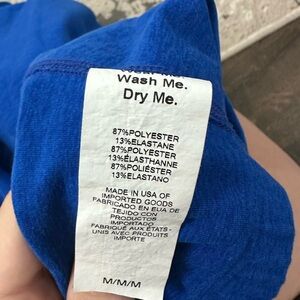 Wash Me.
Dry Me.
87%POLYESTER
13%ELASTANE
87%POLYESTER
13%ÉLASTHANNE
87%POLIÉSTER
13%ELASTANO
MADE IN USA OF
IMPORTED GOODS
FABRICADO EN EUA DE
TEJIDO CON
PRODUCTOS
IMPORTADO
FABRIQUÉ AUX ÉTATS-
UNIS AVEC PRODUITS
IMPORTE
M/M/M